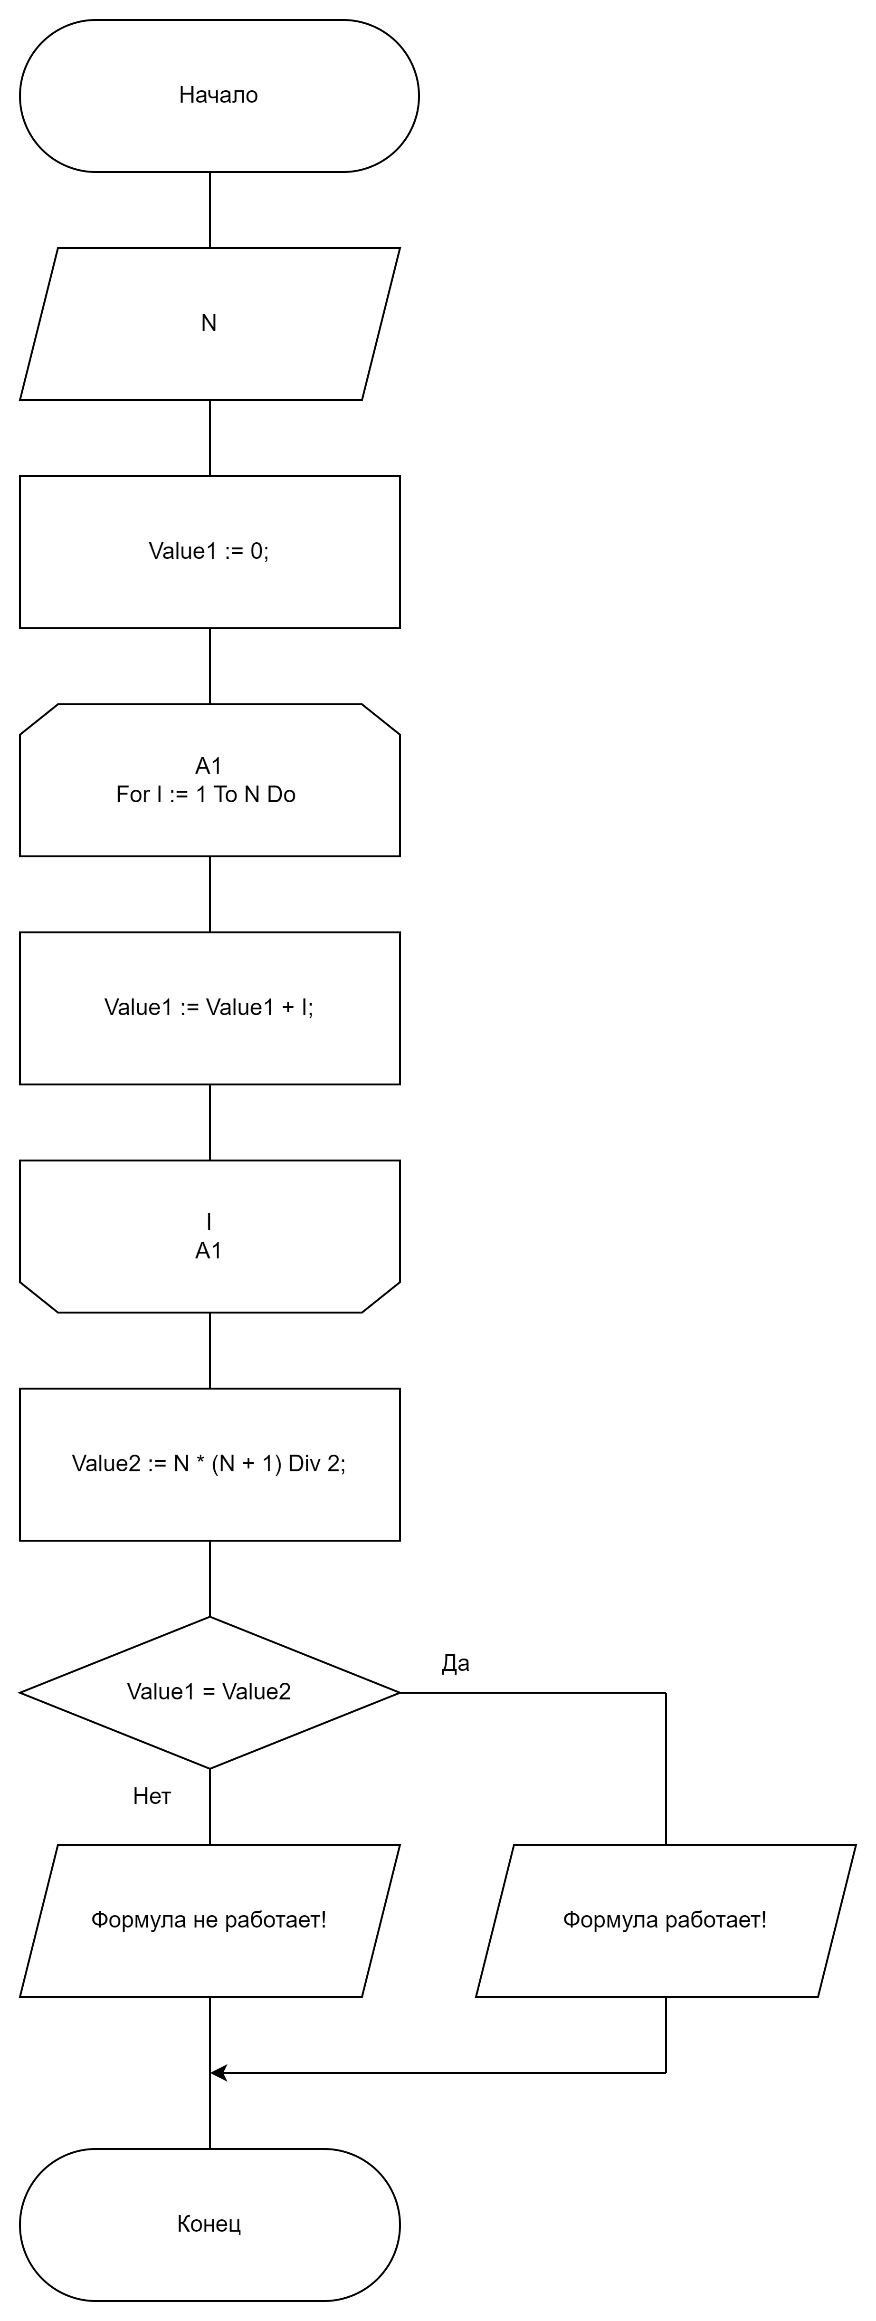 Начало
N
Value1 := 0;
A1
For I := 1 To N Do
Value1 := Value1 + I;
I
A1
Value2 := N * (N + 1) Div 2;
Value1 = Value2
Да
Нет
Формула не работает!
Формула работает!
Конец